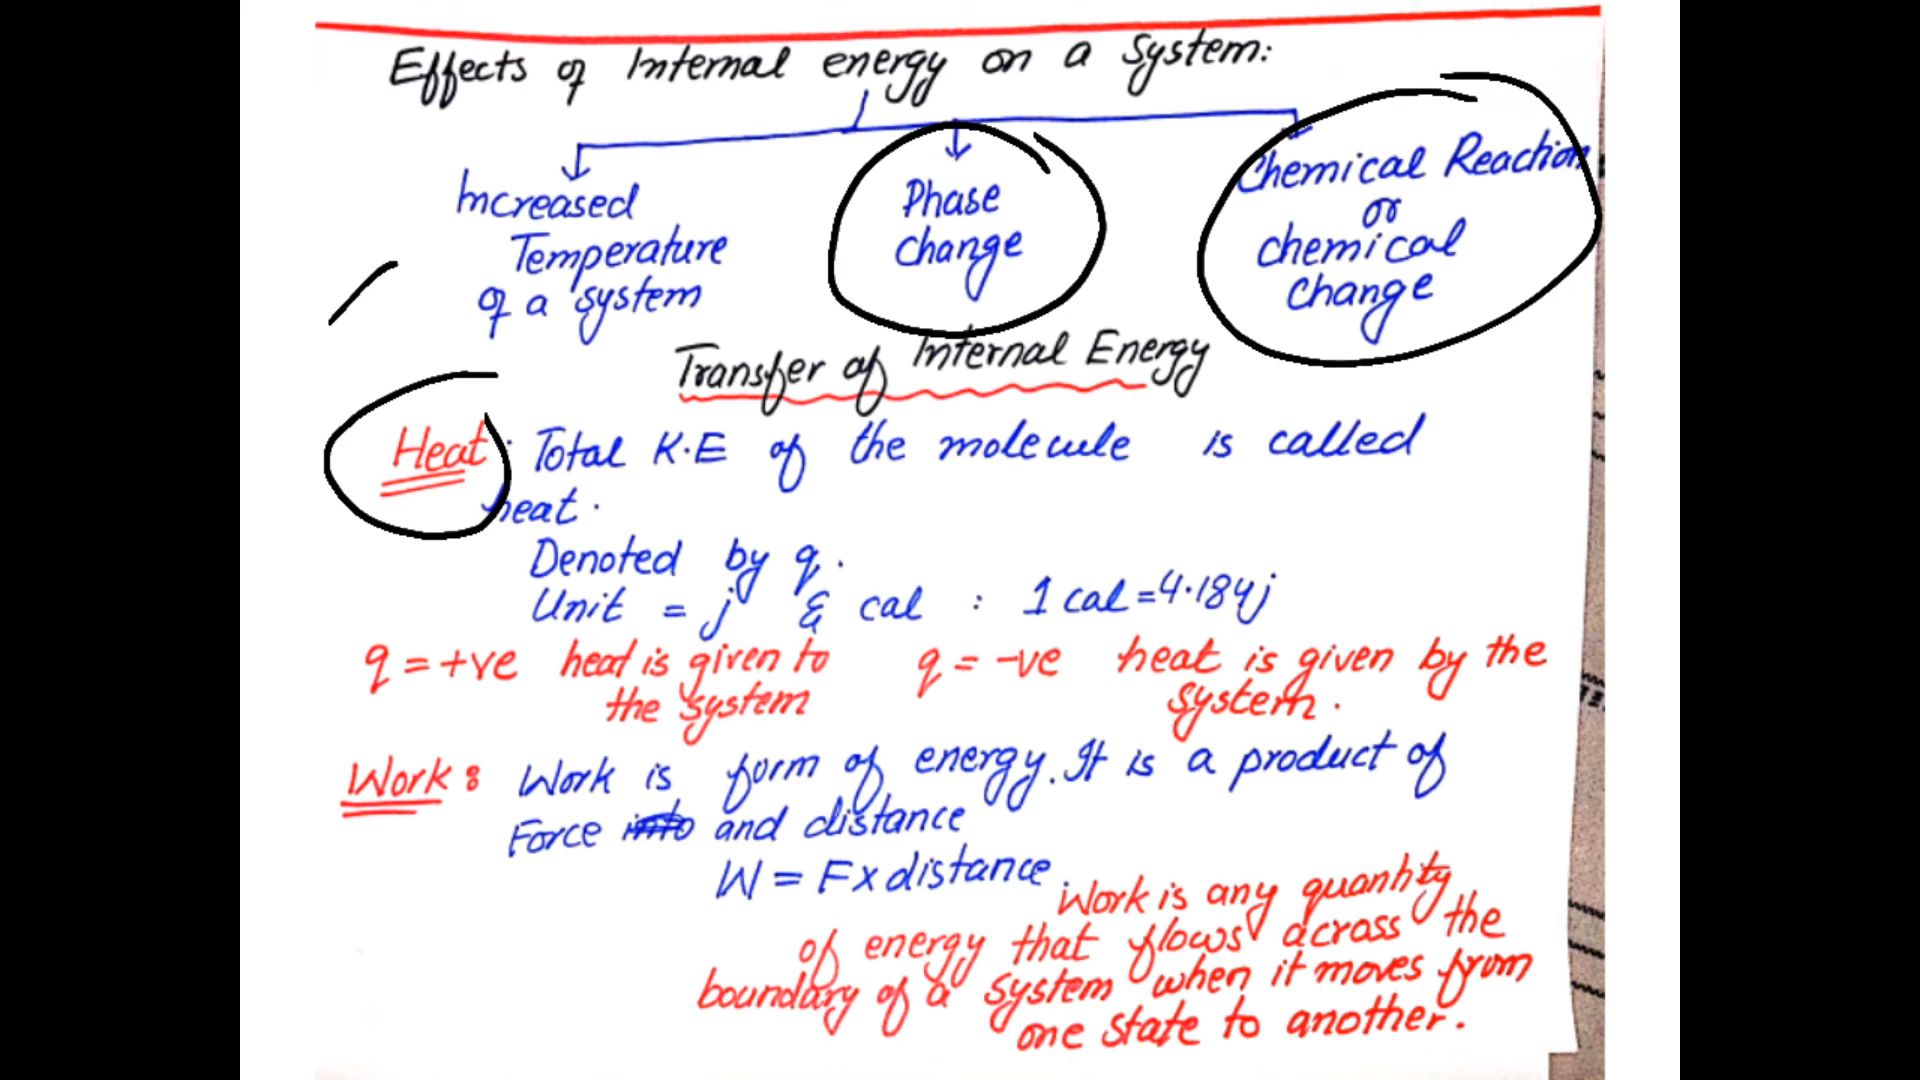 Effects of Internal energy on a System:
Increased
Temperature
of a system
Phase
change
Chemical Reaction
or
chemical
change
Transfer of Internal Energy
Heat: Total K.E of the molecule is called
heat.
Denoted by q.
Unit = j & cal : 1 cal = 4.184j
q = +ve heat is given to
the system
q = -ve heat is given by the
system.
Work: Work is form of energy. It is a product of
Force and distance
W = F x distance.
Work is any quantity
of energy that flows across the
boundary of a system when it moves from
one state to another.